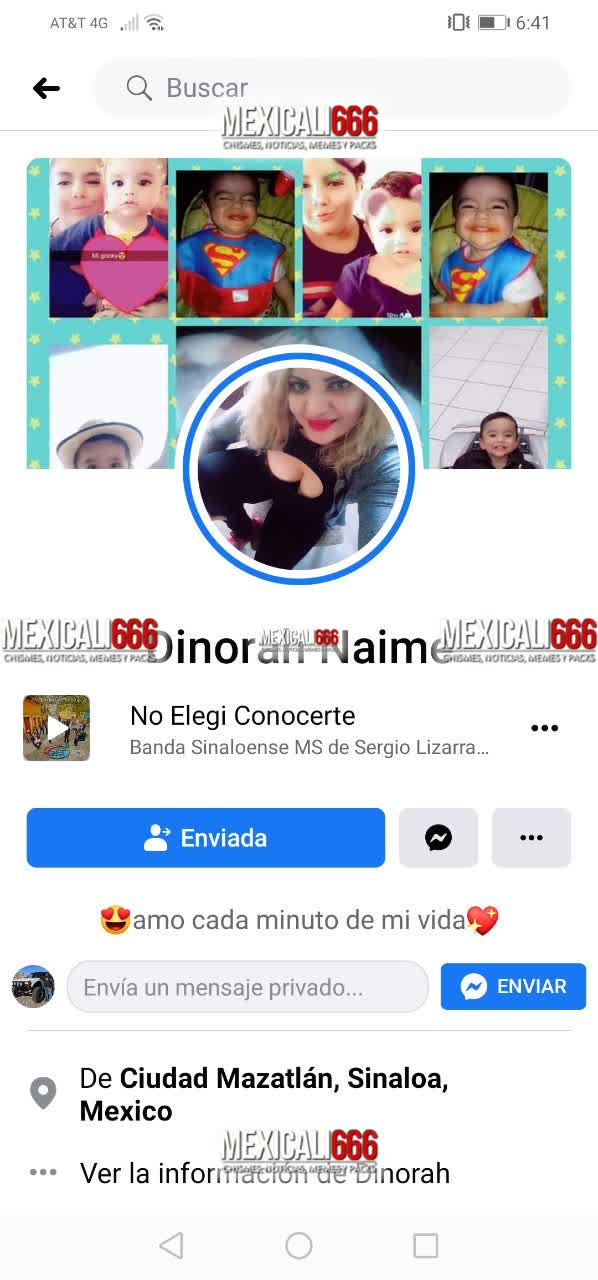 AT&T 4G 6:41
Buscar
MEXICALI666
CHISMES, NOTICIAS, MEMES Y PACKS
Mi gololy😍
MEXICALI666 MEXICALI666 MEXICALI666
CHISMES, NOTICIAS, MEMES Y PACKS CHISMES, NOTICIAS, MEMES Y PACKS
Dinorah Naime
No Elegi Conocerte
Banda Sinaloense MS de Sergio Lizarra...
Enviada
😍amo cada minuto de mi vida💖
Envía un mensaje privado...
ENVIAR
De Ciudad Mazatlán, Sinaloa,
Mexico
MEXICALI666
CHISMES, NOTICIAS, MEMES Y PACKS
Ver la información de Dinorah